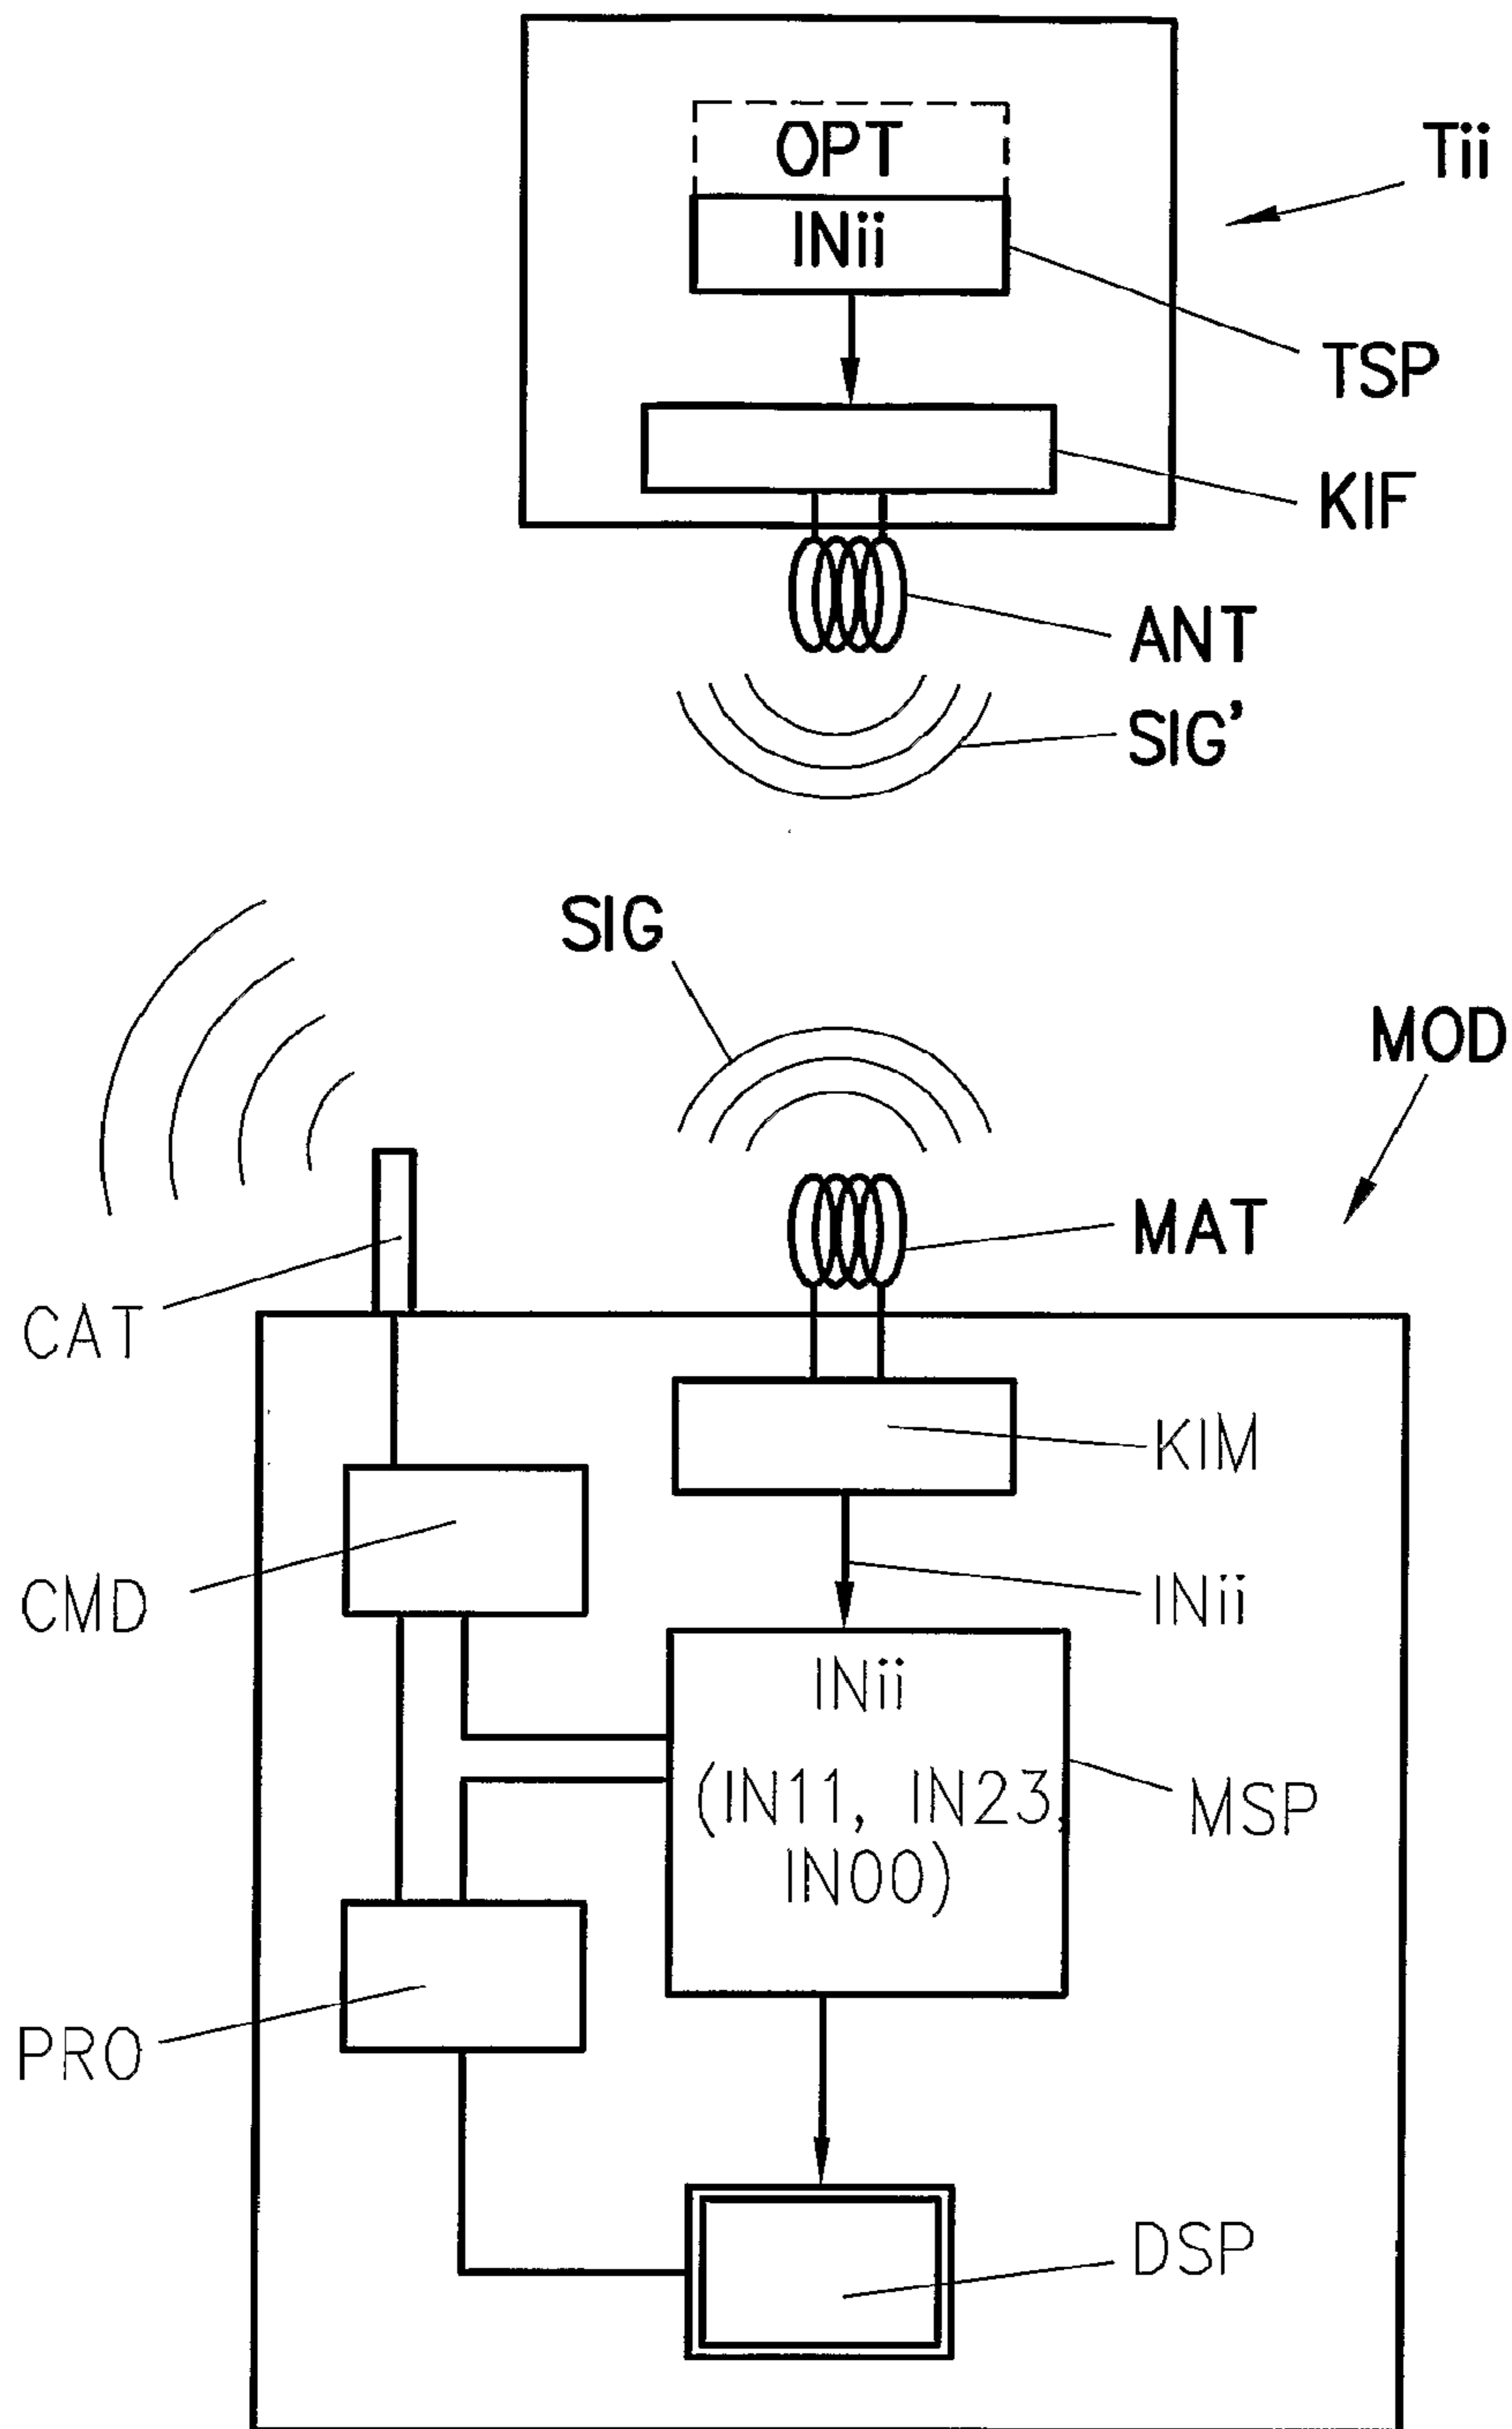 OPT
Tii
INii
TSP
KIF
ANT
SIG'
SIG
MOD
MAT
CAT
KIM
CMD
INii
INii
(IN11, IN23,
IN00)
MSP
PRO
DSP